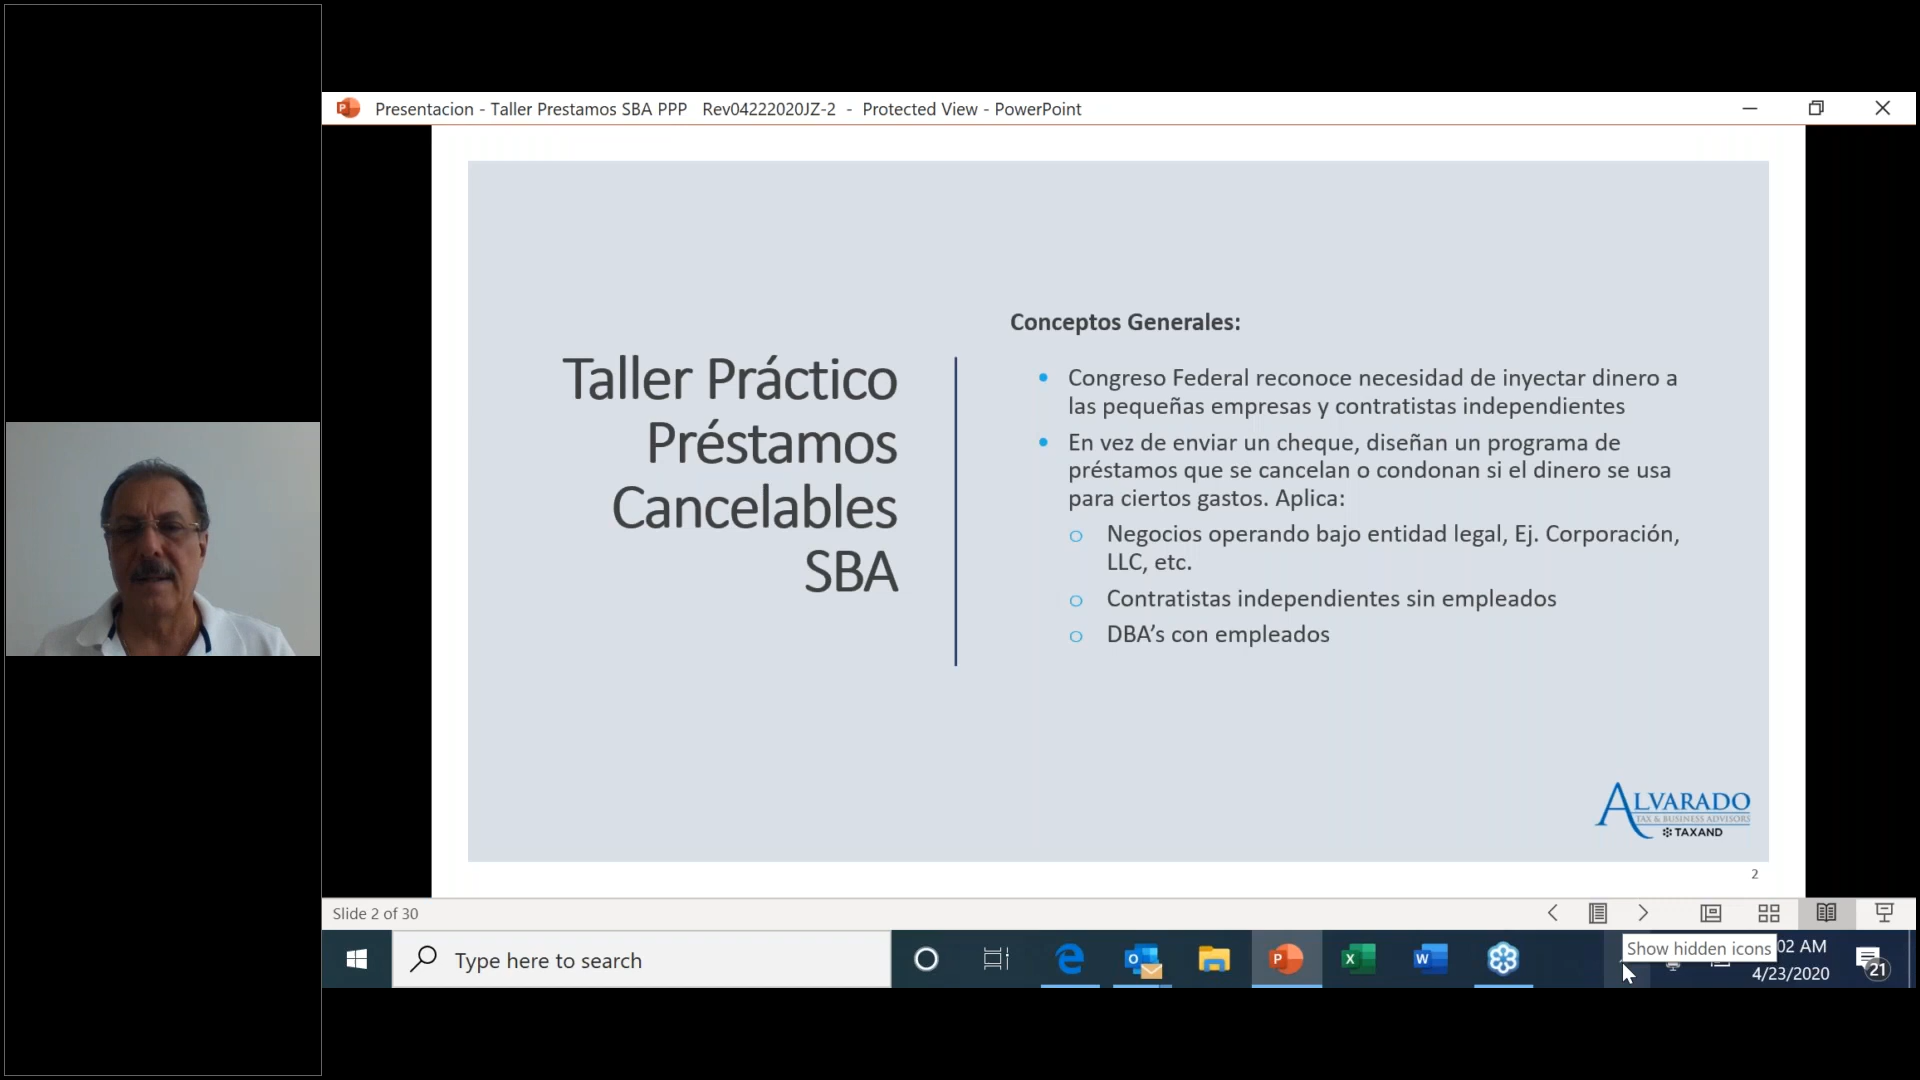 Presentacion - Taller Prestamos SBA PPP Rev04222020JZ-2 - Protected View - PowerPoint
Taller Práctico
Préstamos
Cancelables
SBA
Conceptos Generales:
• Congreso Federal reconoce necesidad de inyectar dinero a
las pequeñas empresas y contratistas independientes
• En vez de enviar un cheque, diseñan un programa de
préstamos que se cancelan o condonan si el dinero se usa
para ciertos gastos. Aplica:
o Negocios operando bajo entidad legal, Ej. Corporación,
LLC, etc.
o Contratistas independientes sin empleados
o DBA’s con empleados
ALVARADO
TAX & BUSINESS ADVISORS
TAXAND
2
Slide 2 of 30
Type here to search
Show hidden icons
02 AM
4/23/2020
21